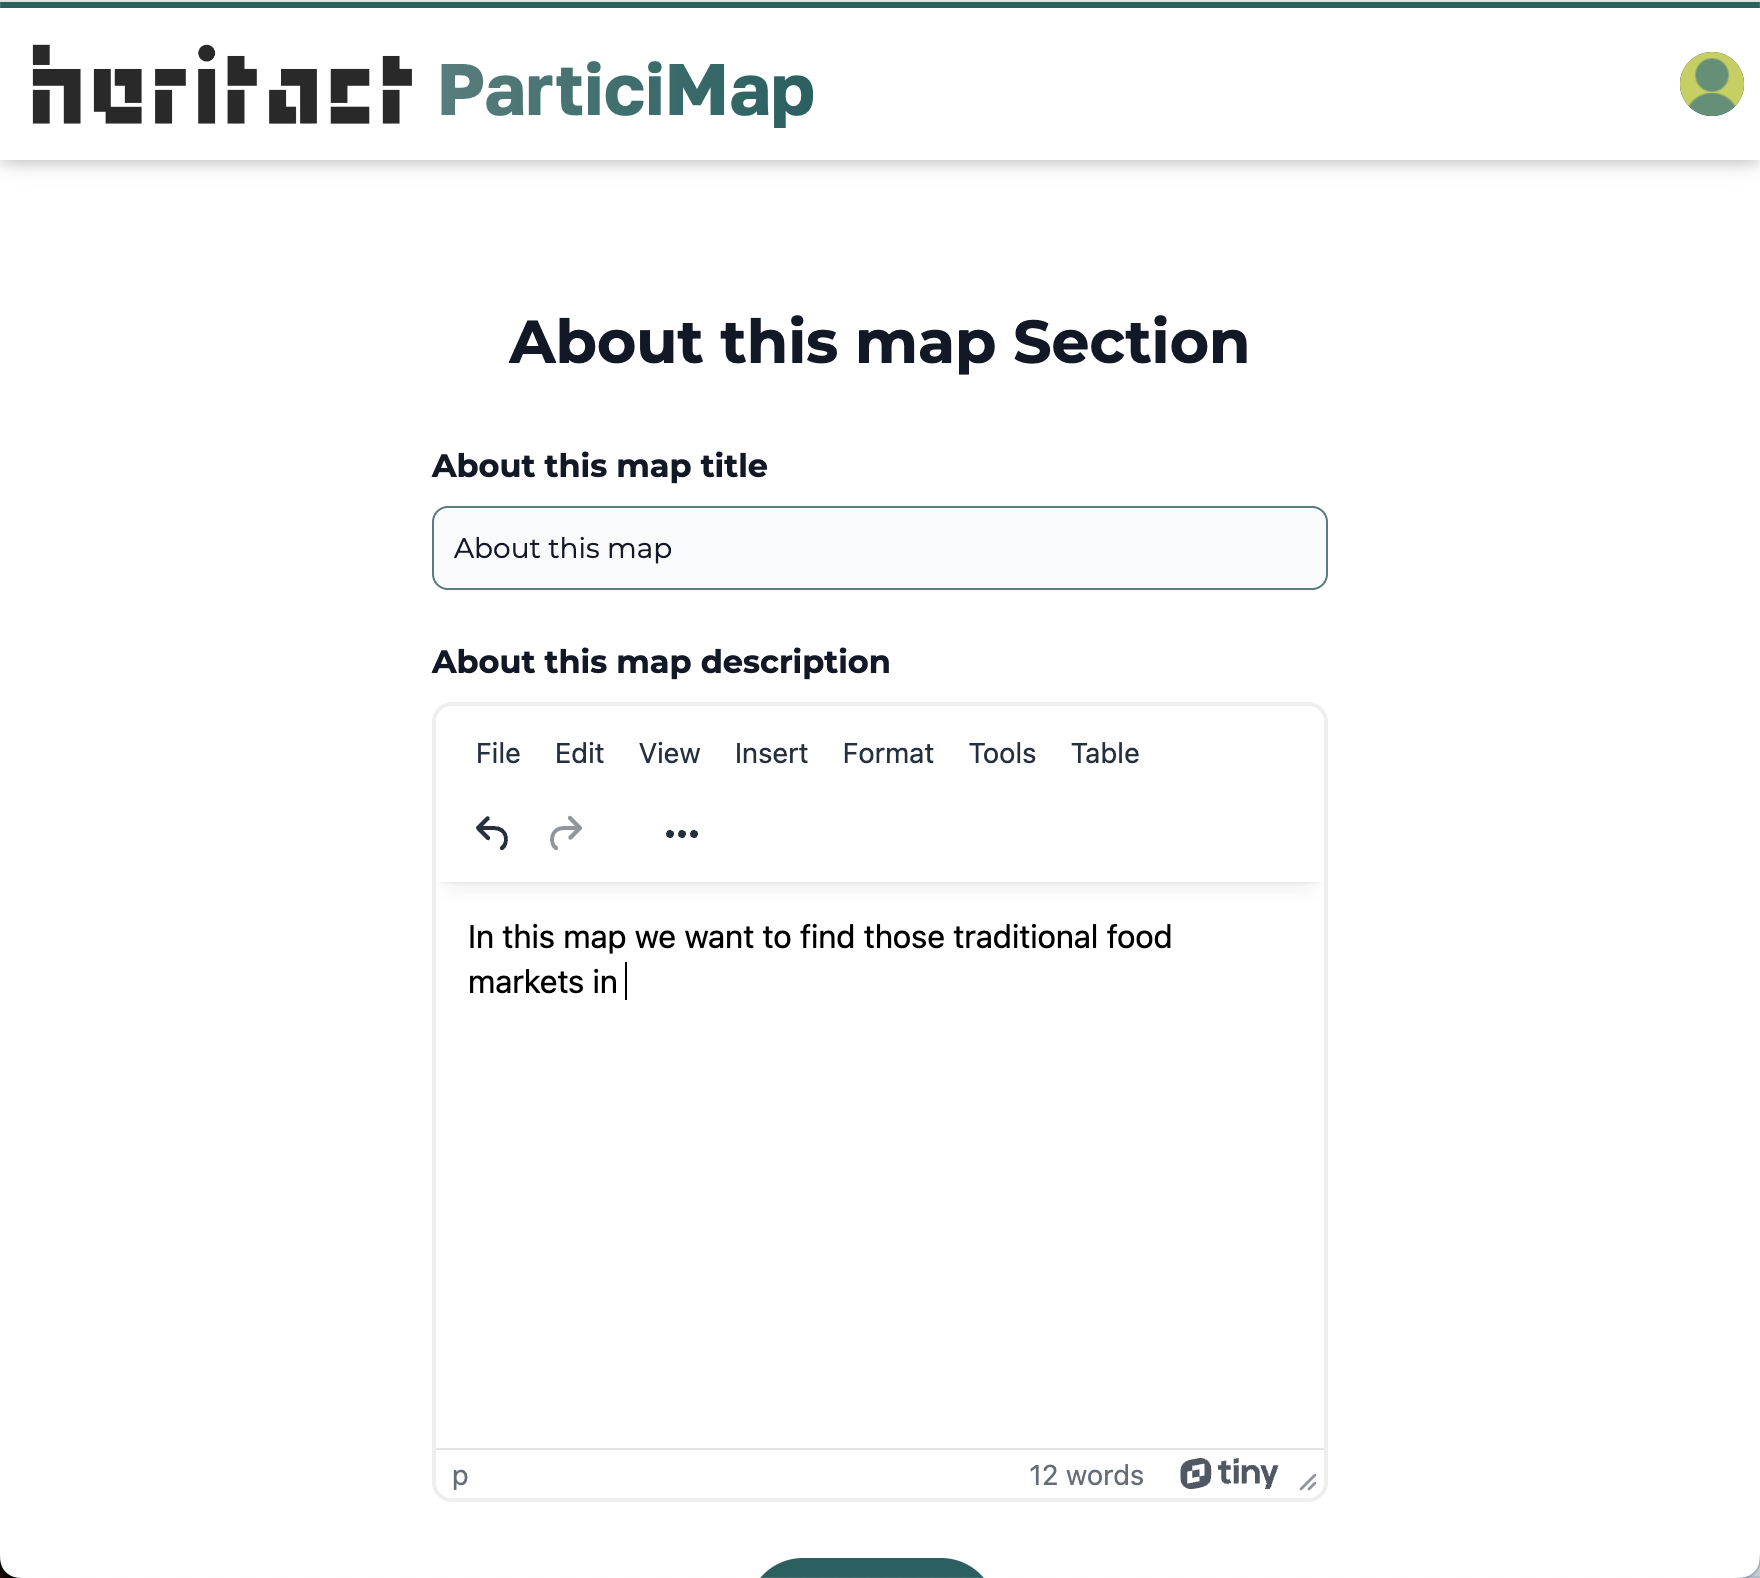 heritact ParticiMap
About this map Section
About this map title
About this map
About this map description
File Edit View Insert Format Tools Table
In this map we want to find those traditional food
markets in
p 12 words tiny